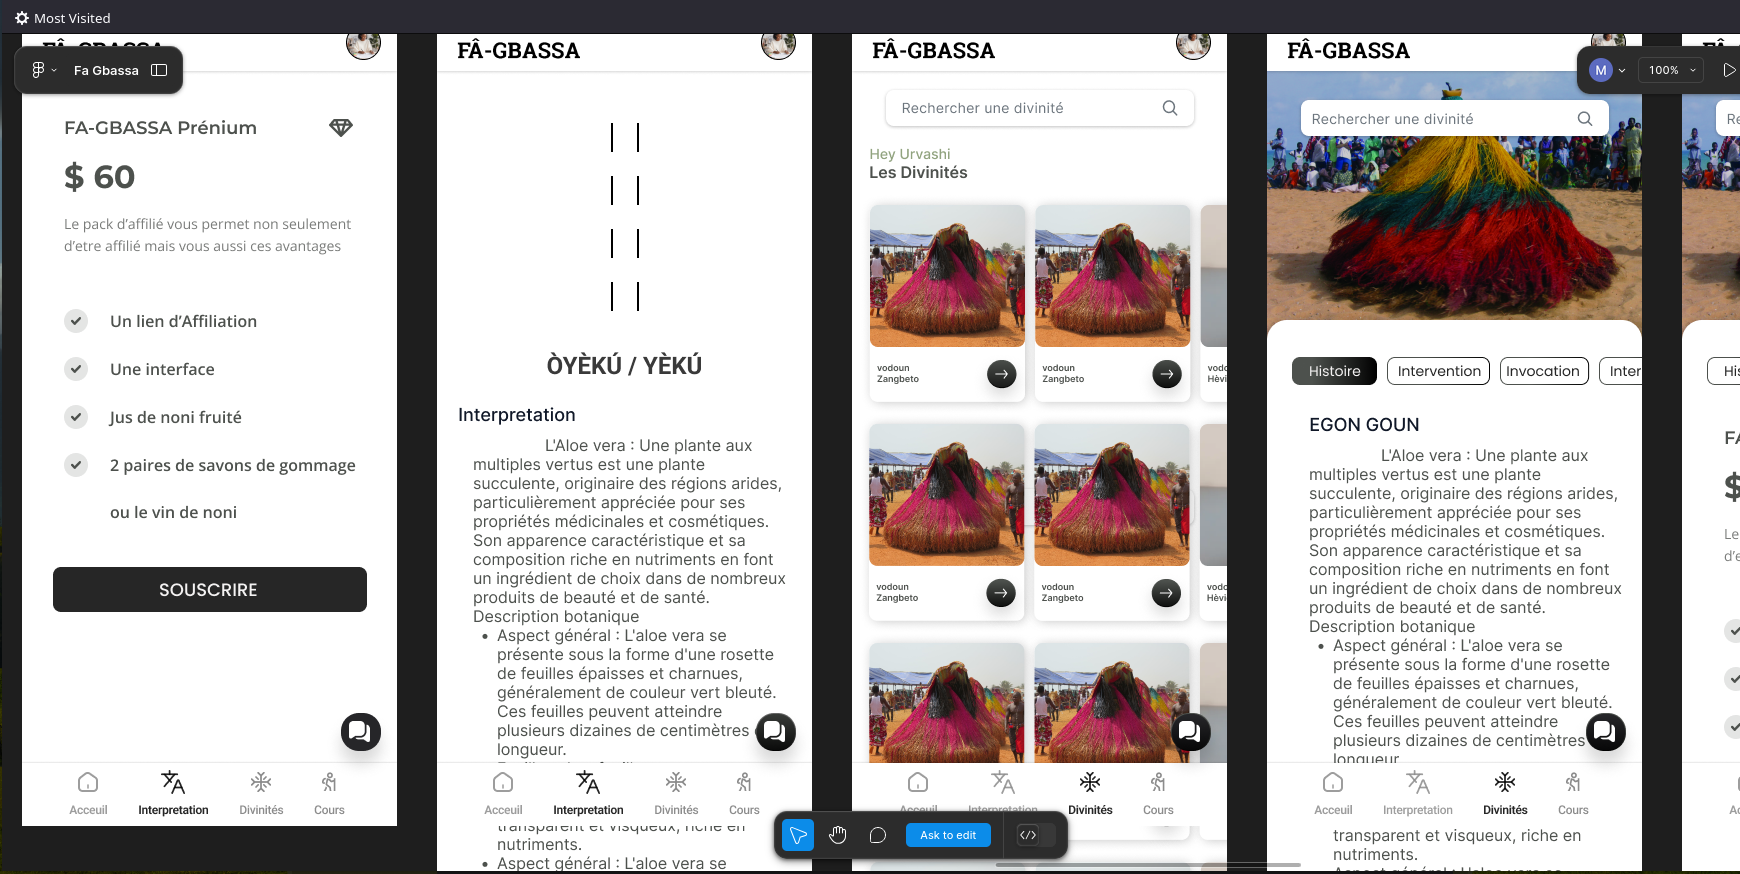 Most Visited
FÂ-GBASSA
Fa Gbassa
FA-GBASSA Prénium
$ 60
Le pack d'affilié vous permet non seulement
d'etre affilié mais vous aussi ces avantages
Un lien d'Affiliation
Une interface
Jus de noni fruité
2 paires de savons de gommage
ou le vin de noni
SOUSCRIRE
Acceuil
Interpretation
Divinités
Cours
FÂ-GBASSA
ÒYÈKÚ / YÈKÚ
Interpretation
L'Aloe vera : Une plante aux
multiples vertus est une plante
succulente, originaire des régions arides,
particulièrement appréciée pour ses
propriétés médicinales et cosmétiques.
Son apparence caractéristique et sa
composition riche en nutriments en font
un ingrédient de choix dans de nombreux
produits de beauté et de santé.
Description botanique
• Aspect général : L'aloe vera se
présente sous la forme d'une rosette
de feuilles épaisses et charnues,
généralement de couleur vert bleuté.
Ces feuilles peuvent atteindre
plusieurs dizaines de centimètres
longueur.
Acceuil
Interpretation
Divinités
Cours
transparent et visqueux, riche en
nutriments.
• Aspect général : L'aloe vera se
FÂ-GBASSA
Rechercher une divinité
Hey Urvashi
Les Divinités
vodoun
Zangbeto
vodoun
Zangbeto
vodo
Hèvi
vodoun
Zangbeto
vodoun
Zangbeto
vodo
Hèvi
Acceuil
Interpretation
Divinités
Cours
Ask to edit
FÂ-GBASSA
M
100%
Rechercher une divinité
Histoire
Intervention
Invocation
Inter
EGON GOUN
L'Aloe vera : Une plante aux
multiples vertus est une plante
succulente, originaire des régions arides,
particulièrement appréciée pour ses
propriétés médicinales et cosmétiques.
Son apparence caractéristique et sa
composition riche en nutriments en font
un ingrédient de choix dans de nombreux
produits de beauté et de santé.
Description botanique
• Aspect général : L'aloe vera se
présente sous la forme d'une rosette
de feuilles épaisses et charnues,
généralement de couleur vert bleuté.
Ces feuilles peuvent atteindre
plusieurs dizaines de centimètres
longueur.
Acceuil
Interpretation
Divinités
Cours
transparent et visqueux, riche en
nutriments.
Re
His
FA
$
Le
d'e